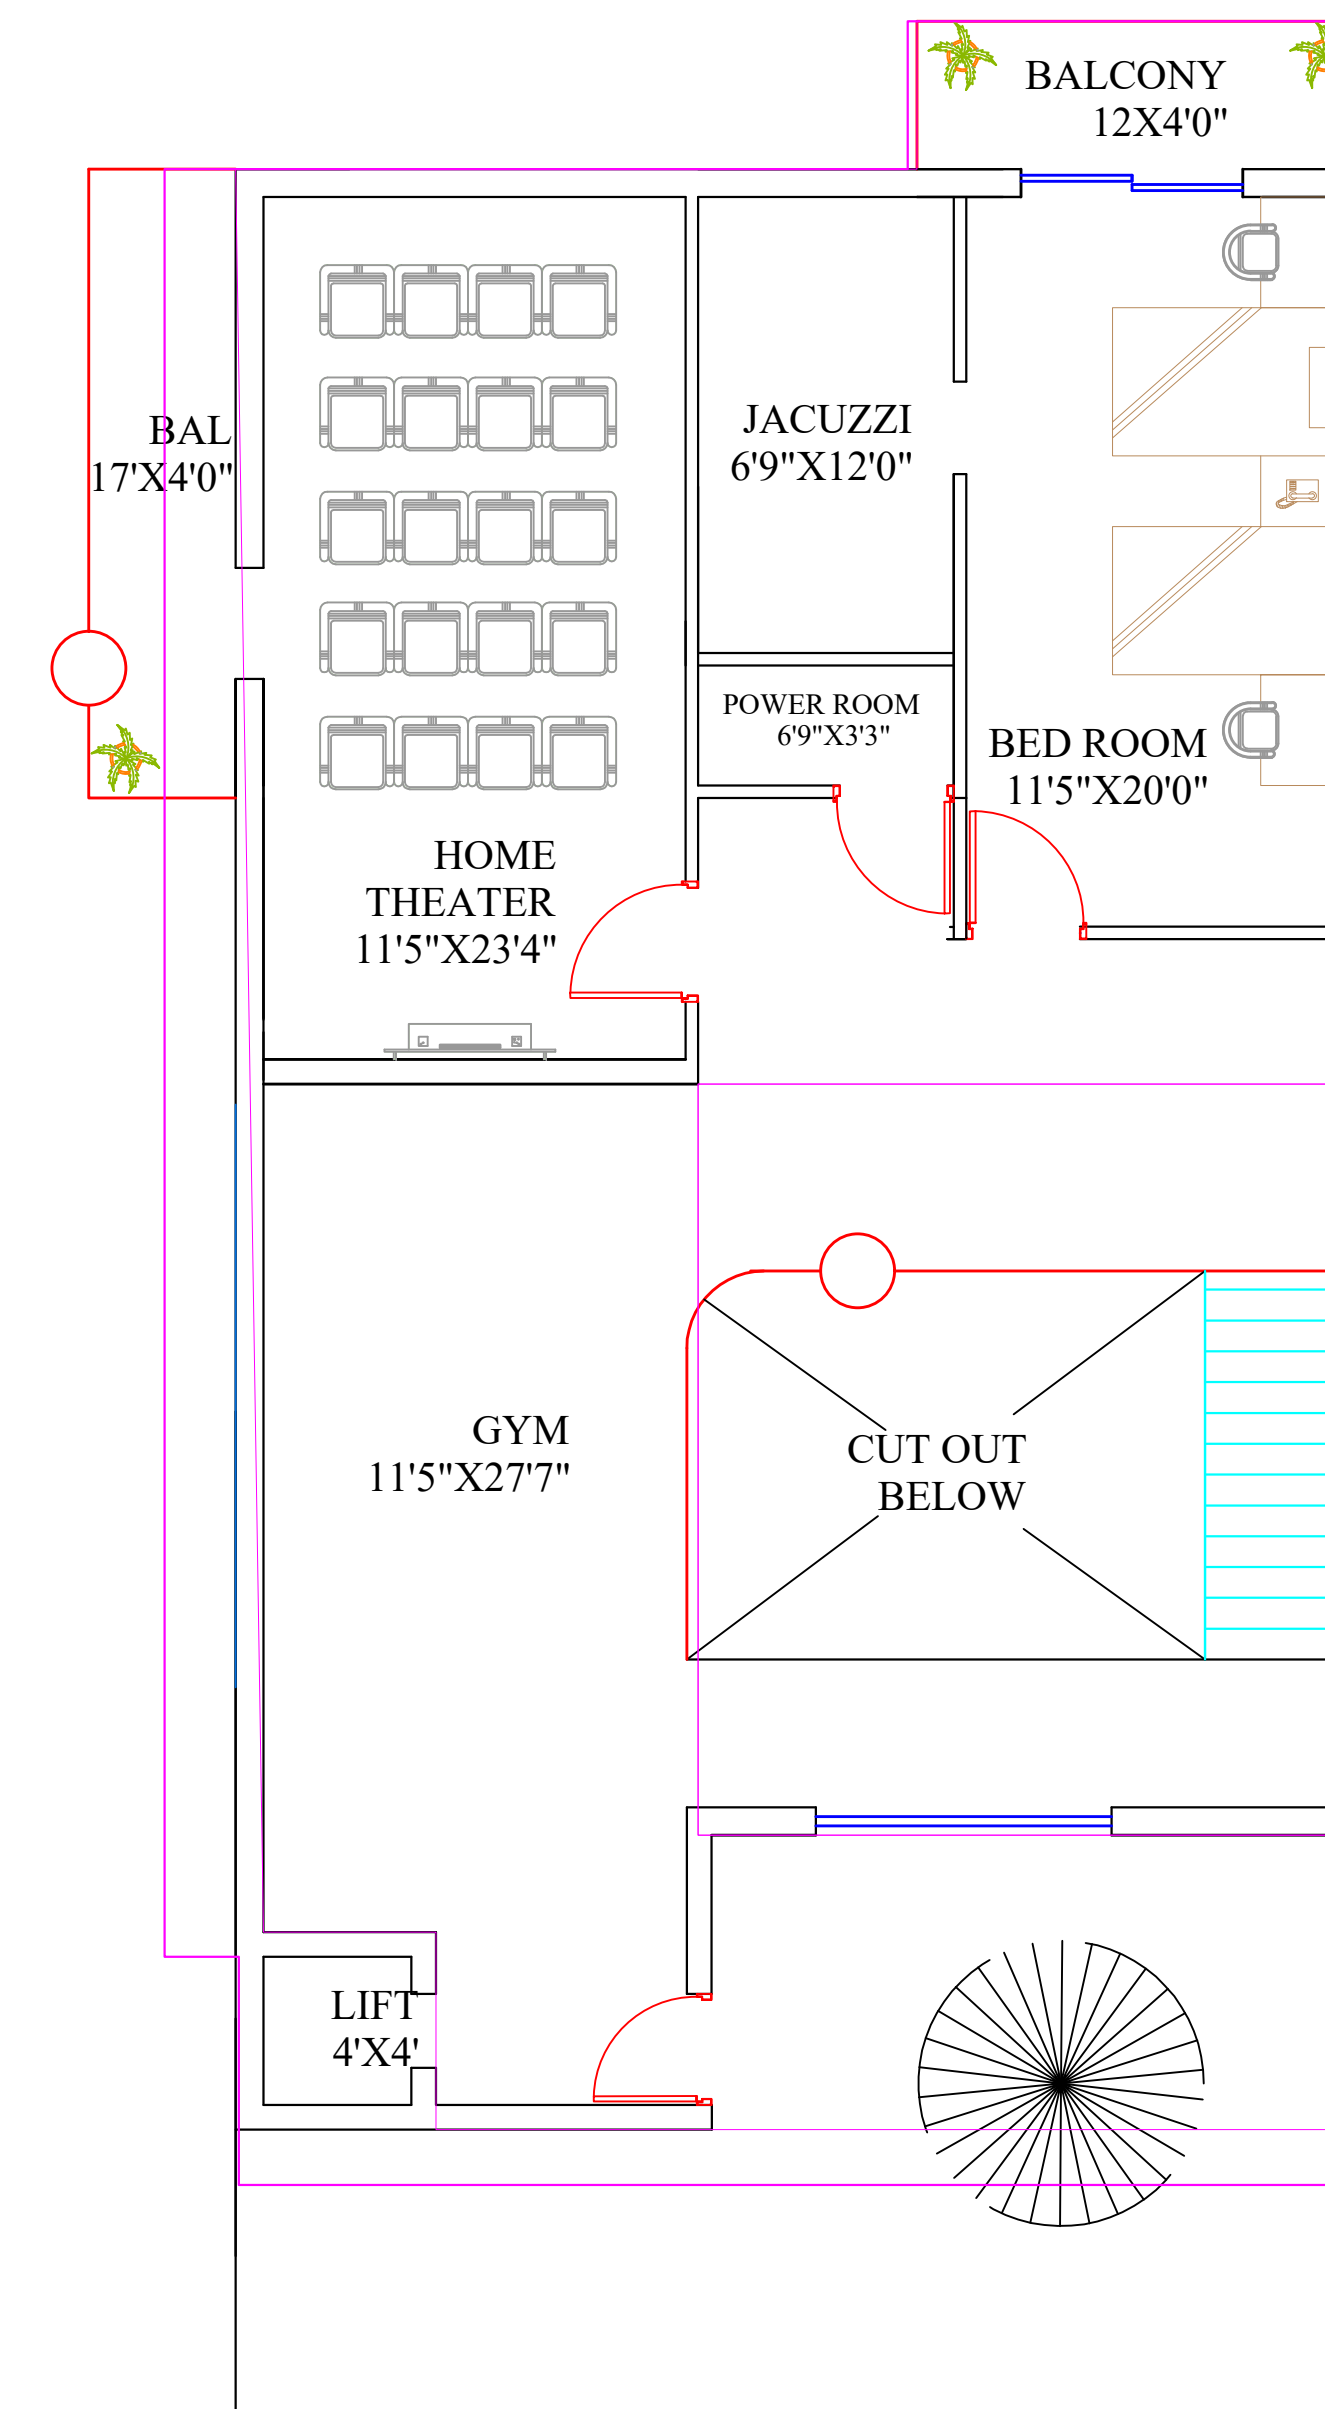 BALCONY
12X4'0"
BAL
17'X4'0"
JACUZZI
6'9"X12'0"
POWER ROOM
6'9"X3'3"
BED ROOM
11'5"X20'0"
HOME
THEATER
11'5"X23'4"
GYM
11'5"X27'7"
CUT OUT
BELOW
LIFT
4'X4'